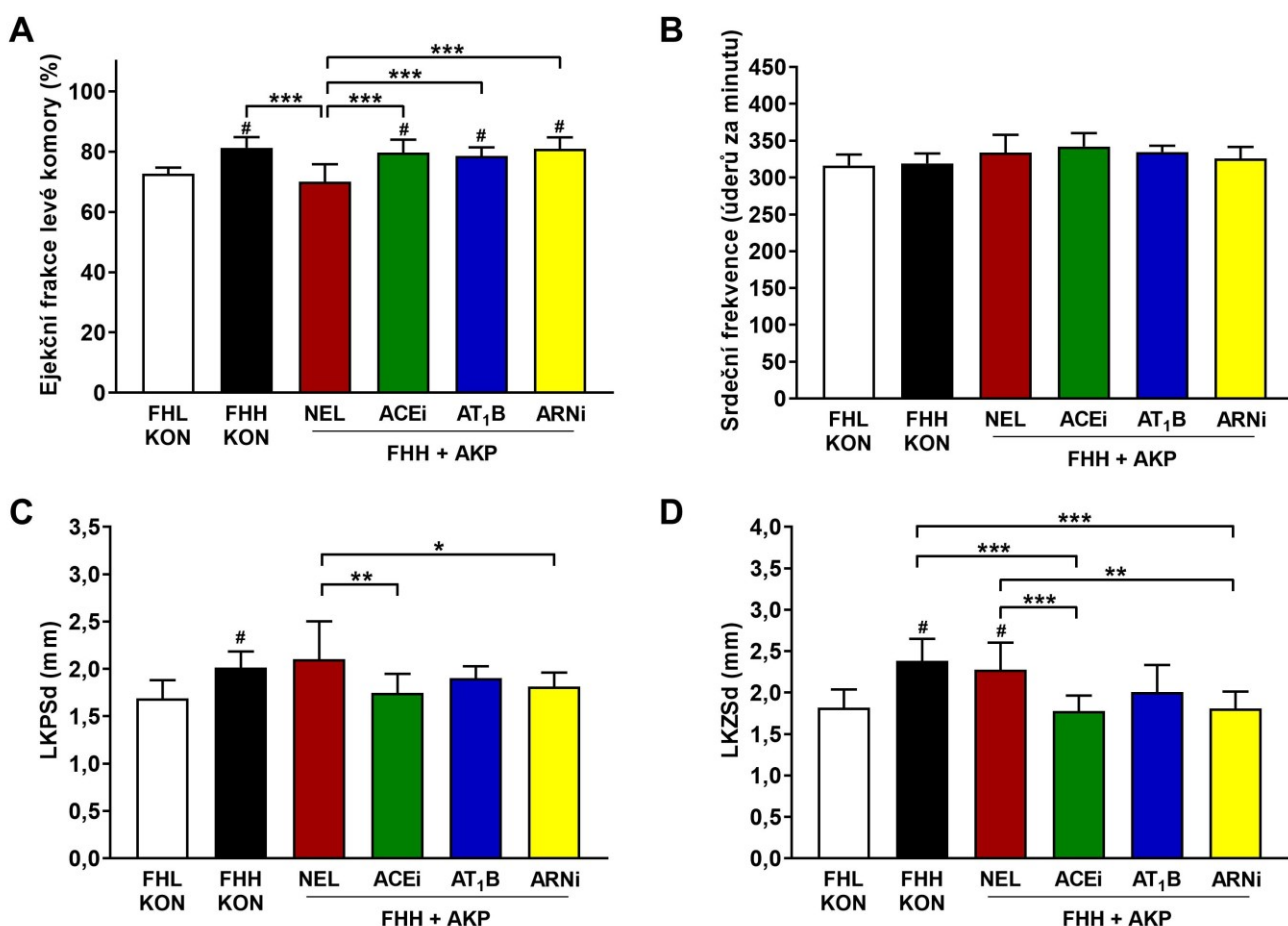 A
Ejekční frakce levé komory (%)
100
80
60
40
20
0
***
***
*** ***
# # # #
FHL KON
FHH KON
NEL ACEi AT₁B ARNi
FHH + AKP
B
Srdeční frekvence (úderů za minutu)
450
400
350
300
250
200
150
100
50
0
FHL KON
FHH KON
NEL ACEi AT₁B ARNi
FHH + AKP
C
LKPSd (mm)
3,5
3,0
2,5
2,0
1,5
1,0
0,5
0,0
*
**
#
FHL KON
FHH KON
NEL ACEi AT₁B ARNi
FHH + AKP
D
LKZSd (mm)
4,0
3,5
3,0
2,5
2,0
1,5
1,0
0,5
0,0
***
***
**
***
# #
FHL KON
FHH KON
NEL ACEi AT₁B ARNi
FHH + AKP